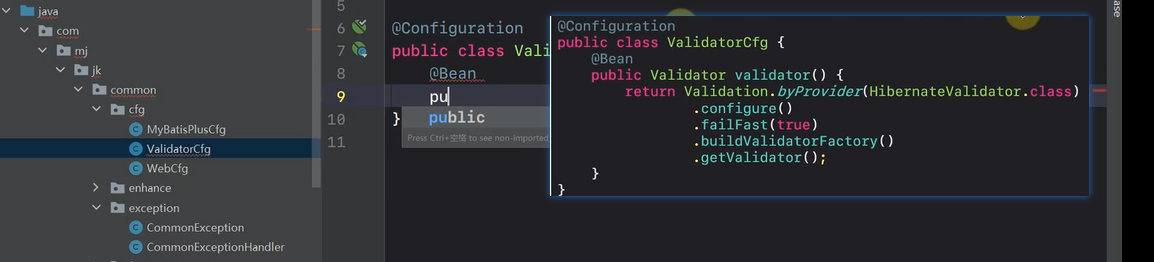 java
com
mj
jk
common
cfg
MyBatisPlusCfg
ValidatorCfg
WebCfg
enhance
exception
CommonException
CommonExceptionHandler
5
6 @Configuration
7 public class Vali
8 @Bean
9 pu
10 }
11
public
Press Ctrl+空格 to see non-imported
@Configuration
public class ValidatorCfg {
@Bean
public Validator validator() {
return Validation.byProvider(HibernateValidator.class)
.configure()
.failFast(true)
.buildValidatorFactory()
.getValidator();
}
}
ase